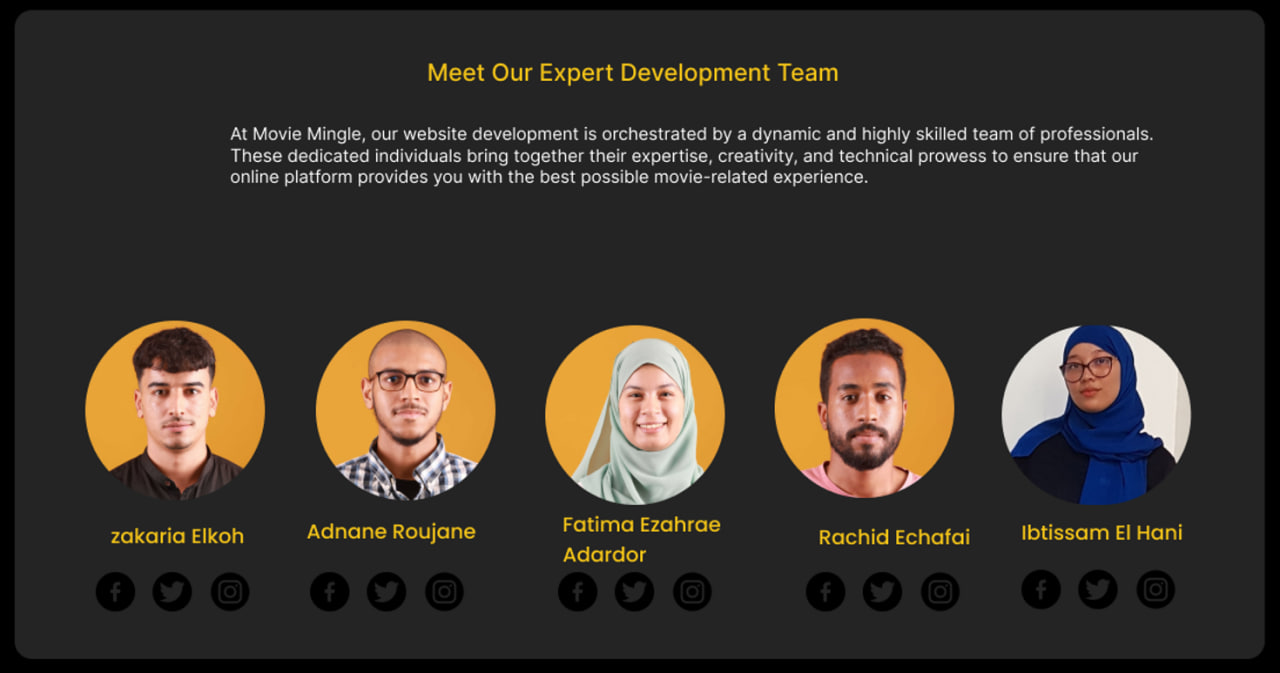 Meet Our Expert Development Team
At Movie Mingle, our website development is orchestrated by a dynamic and highly skilled team of professionals.
These dedicated individuals bring together their expertise, creativity, and technical prowess to ensure that our
online platform provides you with the best possible movie-related experience.
zakaria Elkoh
Adnane Roujane
Fatima Ezahrae
Adardor
Rachid Echafai
Ibtissam El Hani